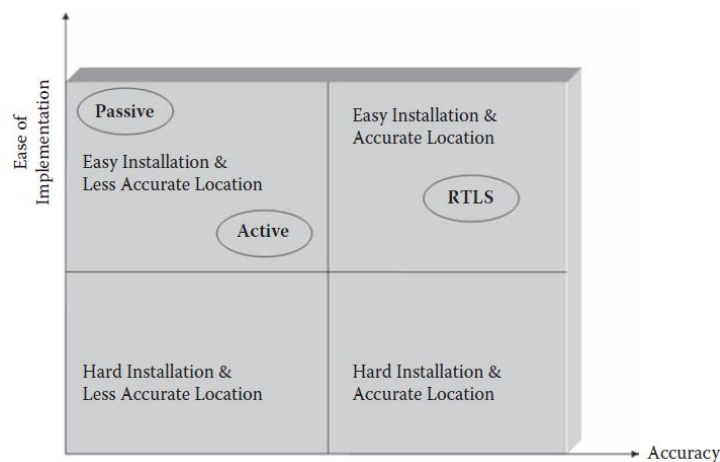 Ease of
Implementation
Passive
Easy Installation &
Less Accurate Location
Active
Easy Installation &
Accurate Location
RTLS
Hard Installation &
Less Accurate Location
Hard Installation &
Accurate Location
Accuracy